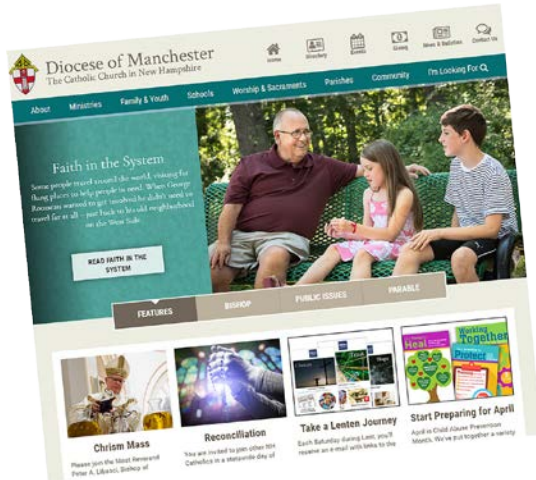 Diocese of Manchester
The Catholic Church in New Hampshire
Home
Directory
Events
Giving
News & Bulletins
Contact Us
About
Ministries
Family & Youth
Schools
Worship & Sacraments
Parishes
Community
I'm Looking For
Faith in the System
Some people travel around the world, visiting far
flung places to help people in need. When George
Rousseau wanted to get involved he didn't need to
travel far at all – just back to his old neighborhood
on the West Side.
READ FAITH IN THE
SYSTEM
FEATURES
BISHOP
PUBLIC ISSUES
PARABLE
Heal
Working
Together
Protect
Chrism Mass
Please join the Most Reverend
Peter A. Libasci, Bishop of
Reconciliation
You are invited to join other NH
Catholics in a statewide day of
Take a Lenten Journey
Each Saturday during Lent, you'll
receive an e-mail with links to the
Start Preparing for April
April is Child Abuse Prevention
Month. We've put together a variety